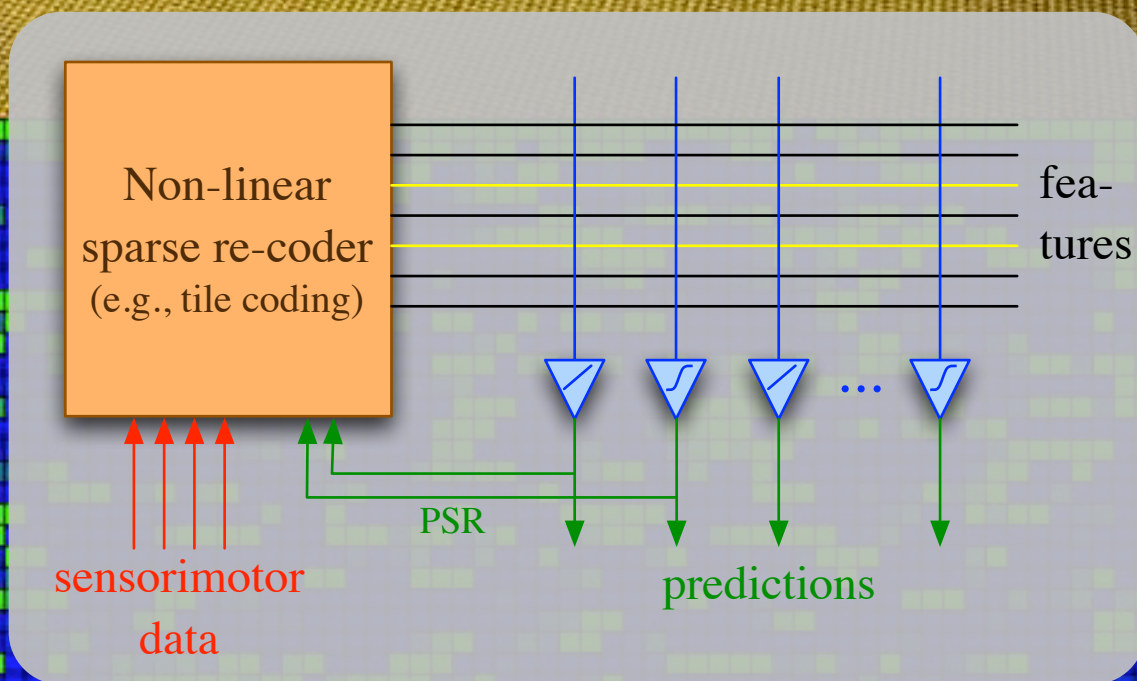 Non-linear
sparse re-coder
(e.g., tile coding)
fea-
tures
...
PSR
sensorimotor
data
predictions